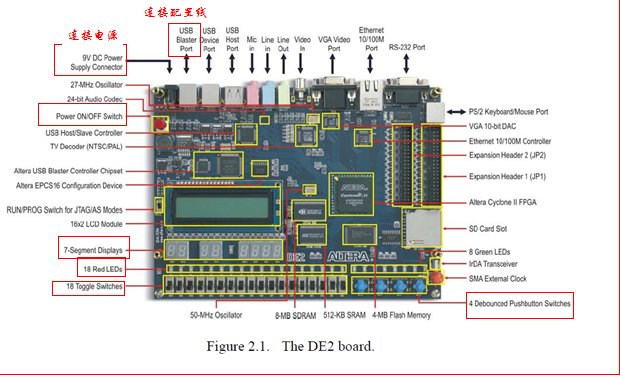 连接配置线
连接电源
USB Blaster Port
USB Device Port
USB Host Port
Mic in
Line in
Line Out
Video In
VGA Video Port
Ethernet 10/100M Port
RS-232 Port
9V DC Power Supply Connector
27-MHz Oscillator
24-bit Audio Codec
Power ON/OFF Switch
USB Host/Slave Controller
TV Decoder (NTSC/PAL)
Altera USB Blaster Controller Chipset
Altera EPCS16 Configuration Device
RUN/PROG Switch for JTAG/AS Modes
16x2 LCD Module
7-Segment Displays
18 Red LEDs
18 Toggle Switches
PS/2 Keyboard/Mouse Port
VGA 10-bit DAC
Ethernet 10/100M Controller
Expansion Header 2 (JP2)
Expansion Header 1 (JP1)
Altera Cyclone II FPGA
SD Card Slot
8 Green LEDs
IrDA Transceiver
SMA External Clock
4 Debounced Pushbutton Switches
50-MHz Oscilator
8-MB SDRAM
512-KB SRAM
4-MB Flash Memory
ALTERA
DE2
ALTERA
Figure 2.1. The DE2 board.